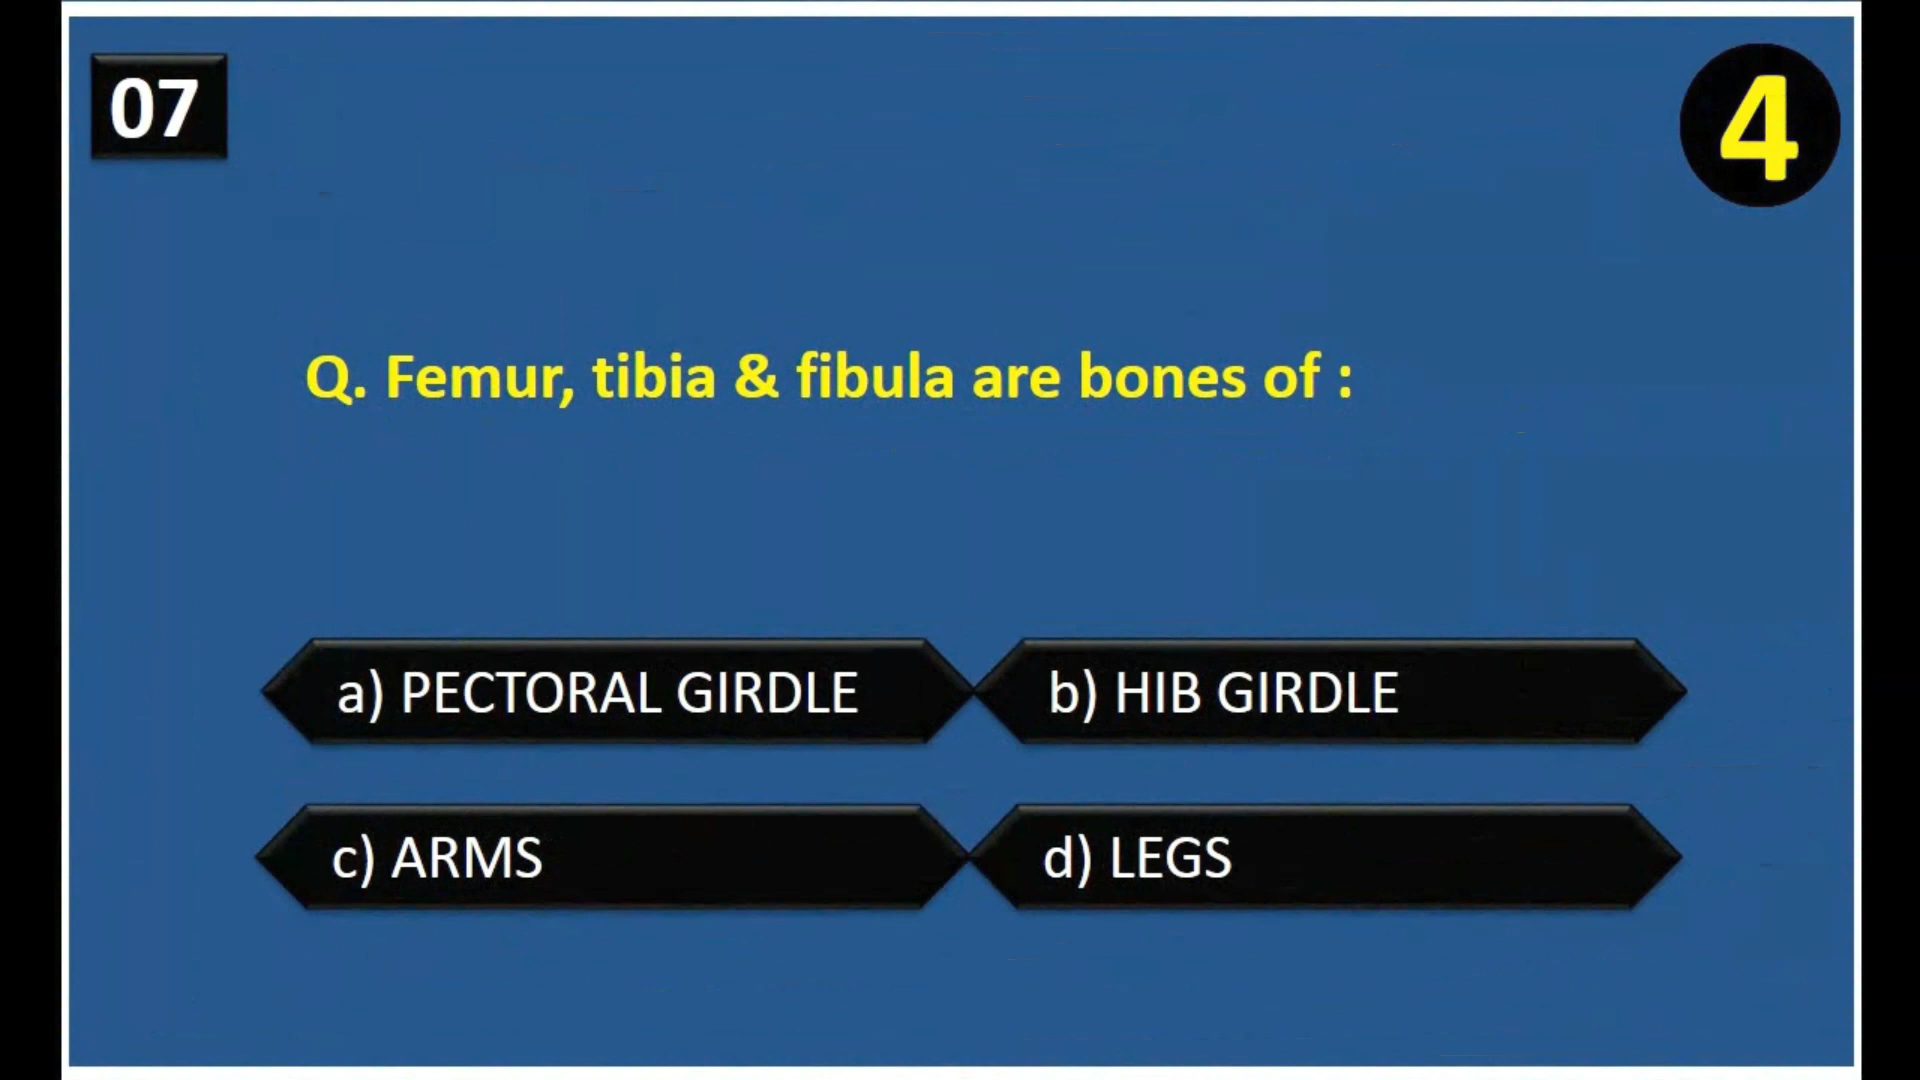 07
4
Q. Femur, tibia & fibula are bones of :
a) PECTORAL GIRDLE
b) HIB GIRDLE
c) ARMS
d) LEGS